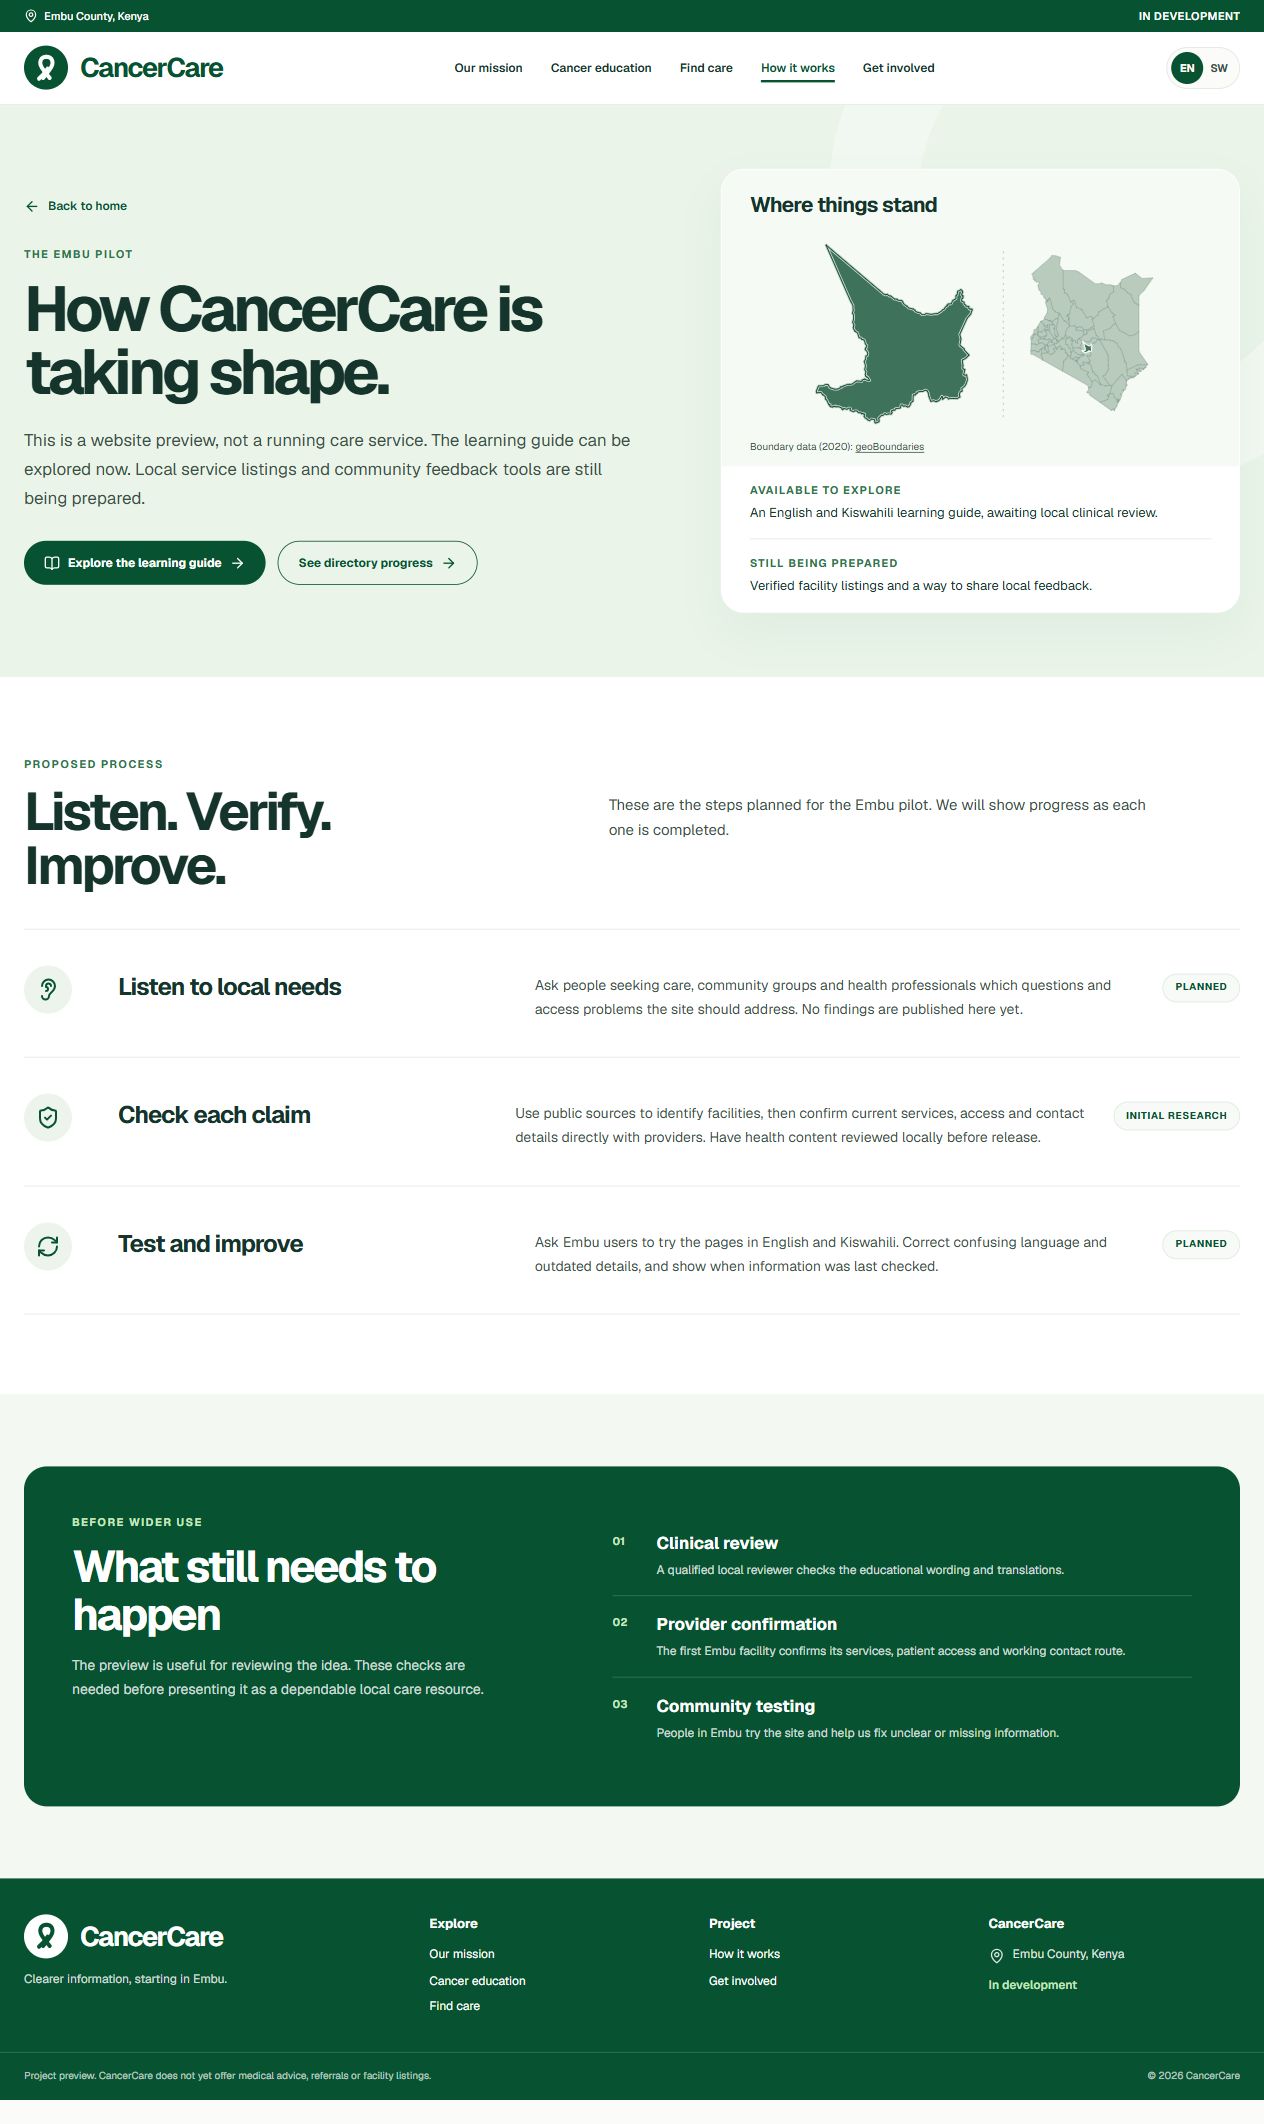 Embu County, Kenya
IN DEVELOPMENT
CancerCare
Our mission
Cancer education
Find care
How it works
Get involved
EN
SW
Back to home
THE EMBU PILOT
How CancerCare is
taking shape.
This is a website preview, not a running care service. The learning guide can be
explored now. Local service listings and community feedback tools are still
being prepared.
Explore the learning guide
See directory progress
Where things stand
Boundary data (2020): geoBoundaries
AVAILABLE TO EXPLORE
An English and Kiswahili learning guide, awaiting local clinical review.
STILL BEING PREPARED
Verified facility listings and a way to share local feedback.
PROPOSED PROCESS
Listen. Verify.
Improve.
These are the steps planned for the Embu pilot. We will show progress as each
one is completed.
Listen to local needs
Ask people seeking care, community groups and health professionals which questions and
access problems the site should address. No findings are published here yet.
PLANNED
Check each claim
Use public sources to identify facilities, then confirm current services, access and contact
details directly with providers. Have health content reviewed locally before release.
INITIAL RESEARCH
Test and improve
Ask Embu users to try the pages in English and Kiswahili. Correct confusing language and
outdated details, and show when information was last checked.
PLANNED
BEFORE WIDER USE
What still needs to
happen
The preview is useful for reviewing the idea. These checks are
needed before presenting it as a dependable local care resource.
01
Clinical review
A qualified local reviewer checks the educational wording and translations.
02
Provider confirmation
The first Embu facility confirms its services, patient access and working contact route.
03
Community testing
People in Embu try the site and help us fix unclear or missing information.
CancerCare
Clearer information, starting in Embu.
Explore
Our mission
Cancer education
Find care
Project
How it works
Get involved
CancerCare
Embu County, Kenya
In development
Project preview. CancerCare does not yet offer medical advice, referrals or facility listings.
© 2026 CancerCare